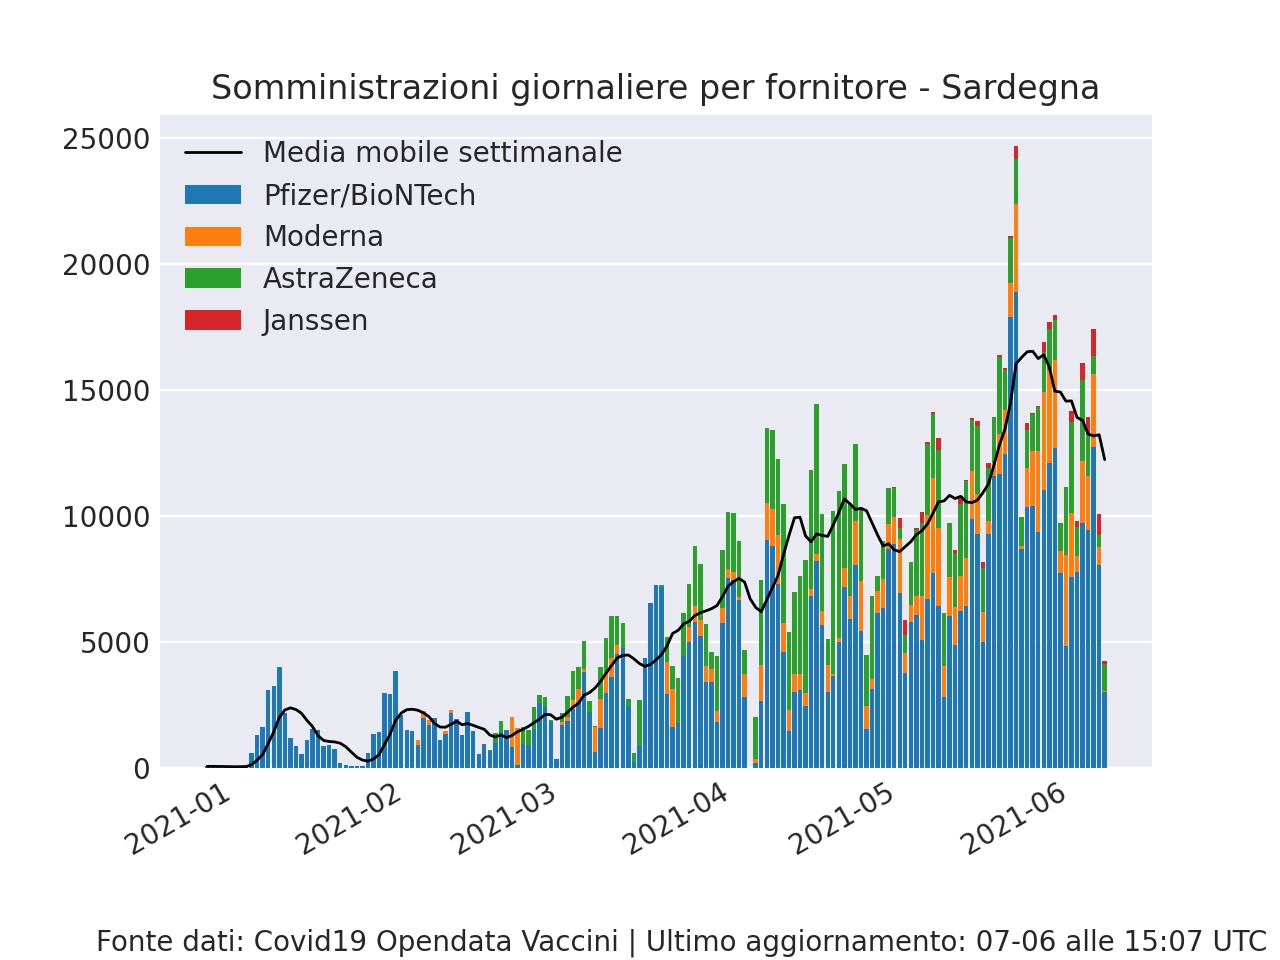 Somministrazioni giornaliere per fornitore - Sardegna
25000
20000
15000
10000
5000
0
Media mobile settimanale
Pfizer/BioNTech
Moderna
AstraZeneca
Janssen
2021-01
2021-02
2021-03
2021-04
2021-05
2021-06
Fonte dati: Covid19 Opendata Vaccini | Ultimo aggiornamento: 07-06 alle 15:07 UTC